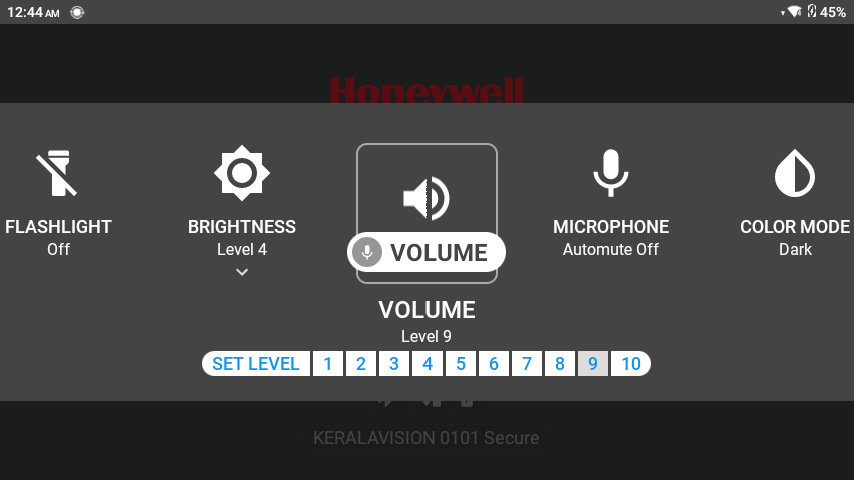 12:44 AM 45%
Honeywell
FLASHLIGHT
Off
BRIGHTNESS
Level 4
VOLUME
MICROPHONE
Automute Off
COLOR MODE
Dark
VOLUME
Level 9
SET LEVEL 1 2 3 4 5 6 7 8 9 10
KERALAVISION 0101 Secure